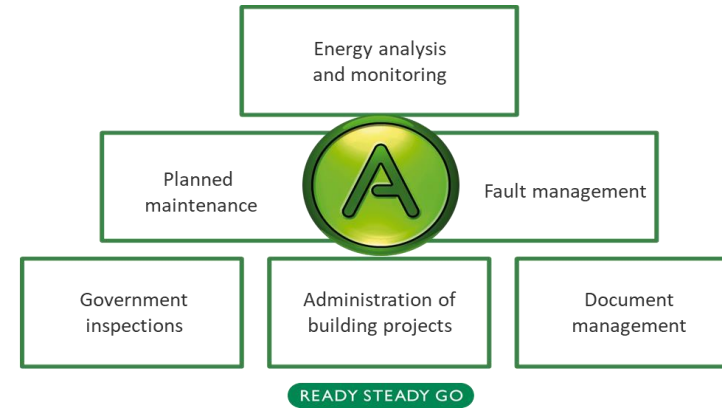 Energy analysis
and monitoring
A
Planned
maintenance
Fault management
Government
inspections
Administration of
building projects
Document
management
READY STEADY GO